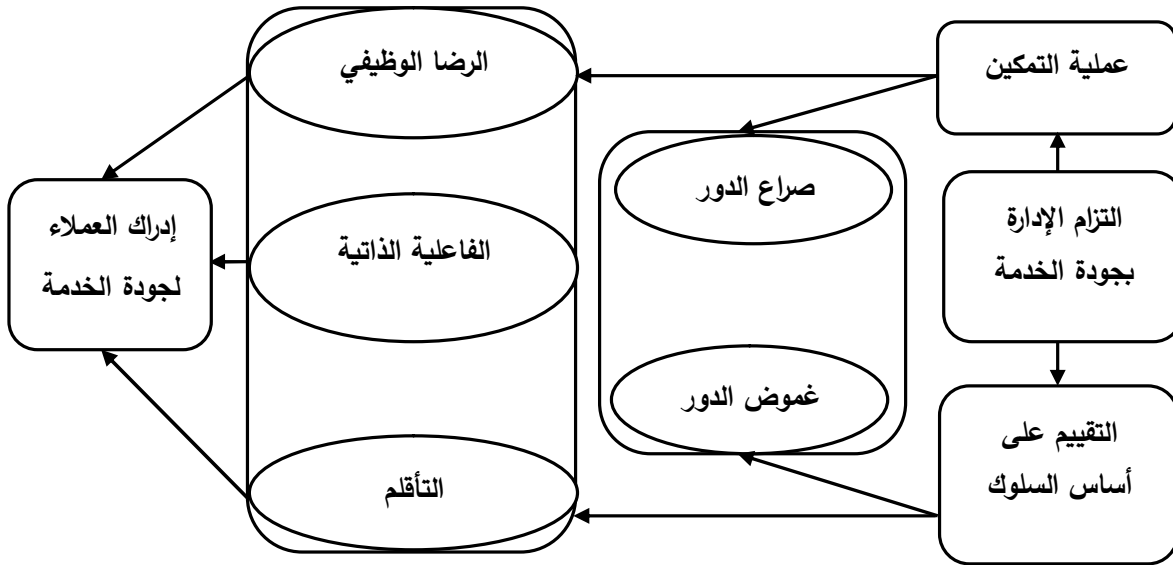 عملية التمكين
التزام الإدارة
بجودة الخدمة
التقييم على
أساس السلوك
صراع الدور
غموض الدور
الرضا الوظيفي
الفاعلية الذاتية
التأقلم
إدراك العملاء
لجودة الخدمة